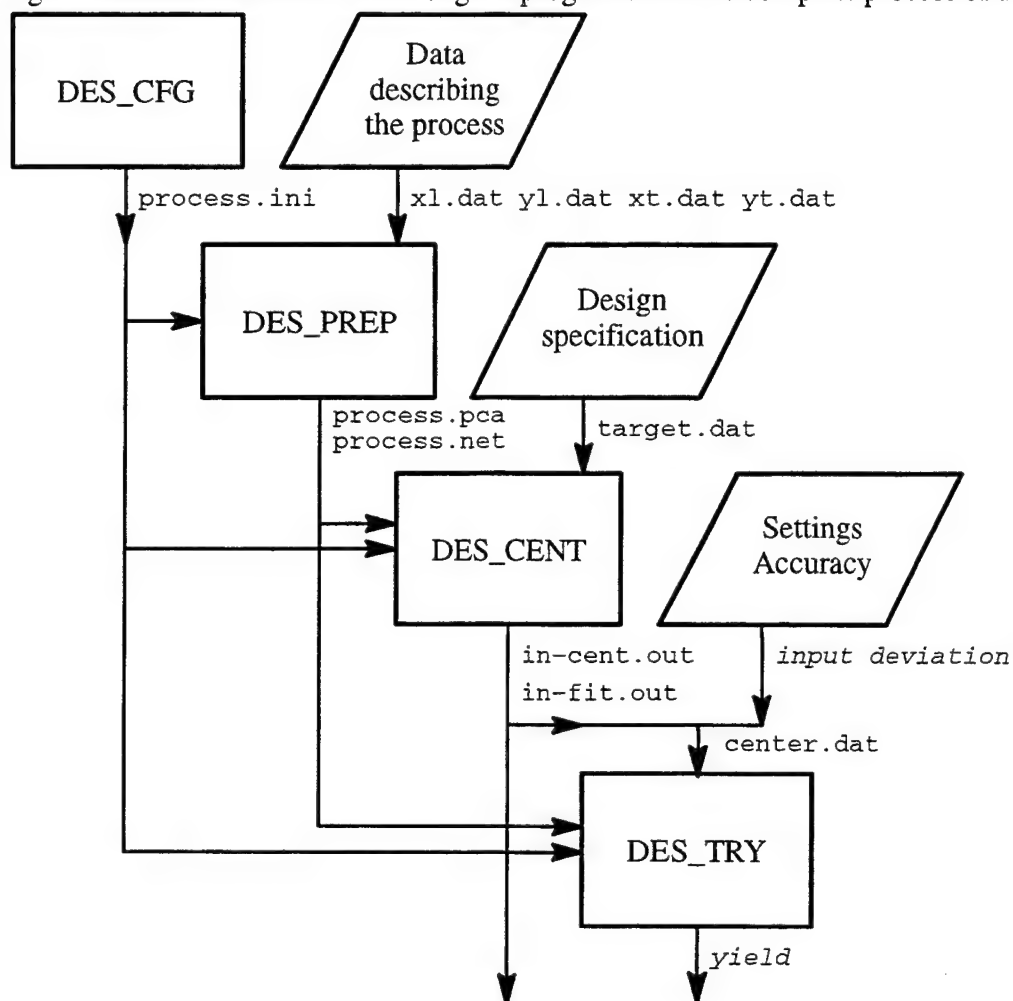 DES_CFG
Data
describing
the process
process.ini
xl.dat yl.dat xt.dat yt.dat
DES_PREP
Design
specification
process.pca
process.net
target.dat
DES_CENT
Settings
Accuracy
in-cent.out
in-fit.out
input deviation
center.dat
DES_TRY
yield